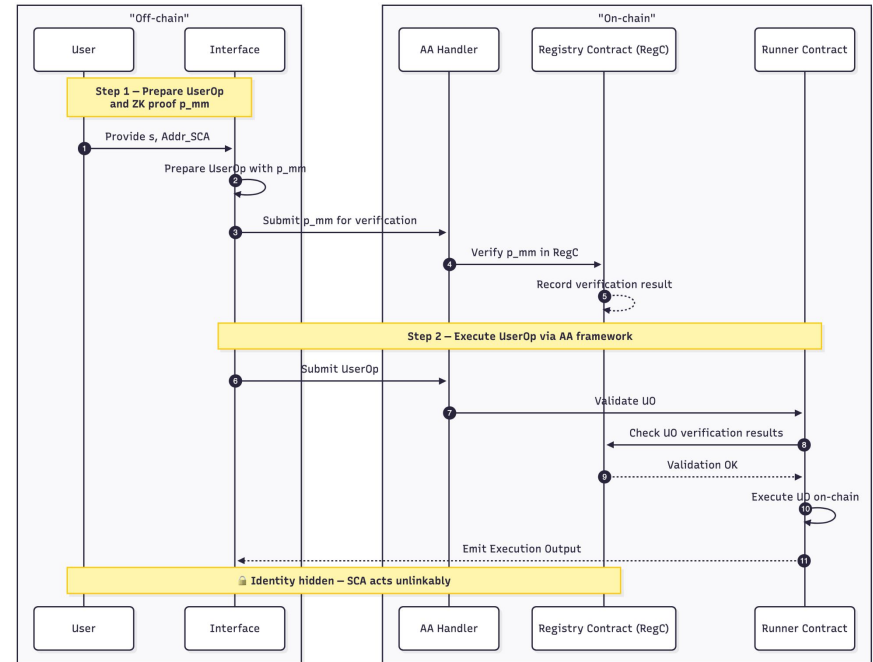 "Off-chain"
"On-chain"
User
Interface
AA Handler
Registry Contract (RegC)
Runner Contract
Step 1 – Prepare UserOp
and ZK proof p_mm
Provide s, Addr_SCA
1
Prepare UserOp with p_mm
2
Submit p_mm for verification
3
Verify p_mm in RegC
4
Record verification result
5
Step 2 – Execute UserOp via AA framework
Submit UserOp
6
Validate UO
7
Check UO verification results
8
Validation OK
9
Execute UO on-chain
10
Emit Execution Output
11
🔒 Identity hidden – SCA acts unlinkably
User
Interface
AA Handler
Registry Contract (RegC)
Runner Contract